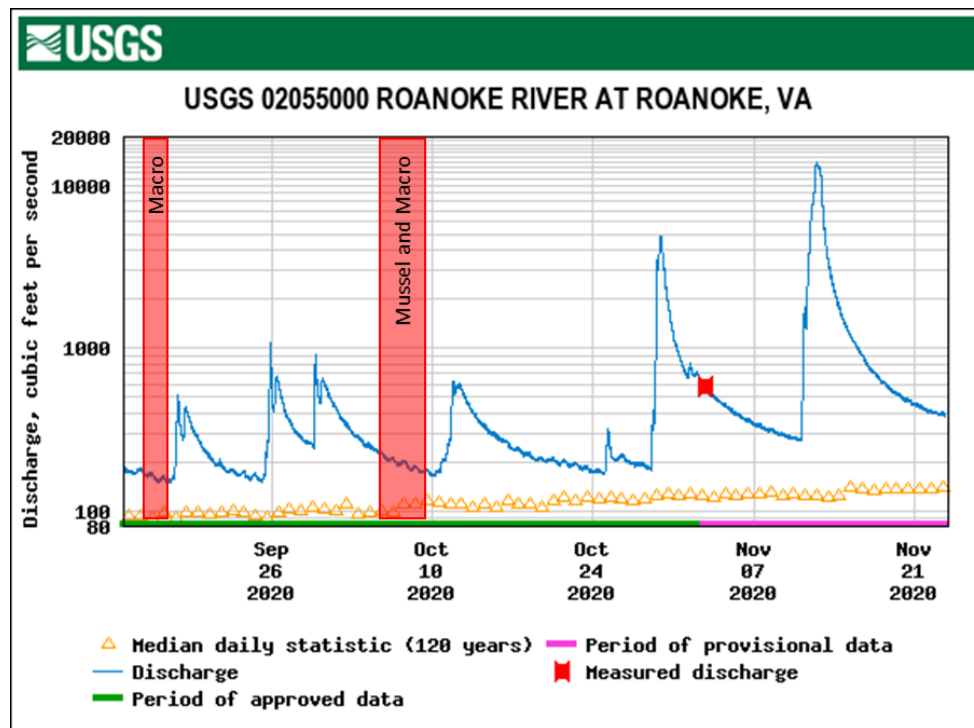 USGS
USGS 02055000 ROANOKE RIVER AT ROANOKE, VA
Discharge, cubic feet per second
20000
10000
1000
100
80
Macro
Mussel and Macro
Sep 26 2020
Oct 10 2020
Oct 24 2020
Nov 07 2020
Nov 21 2020
Median daily statistic (120 years)
Period of provisional data
Discharge
Measured discharge
Period of approved data